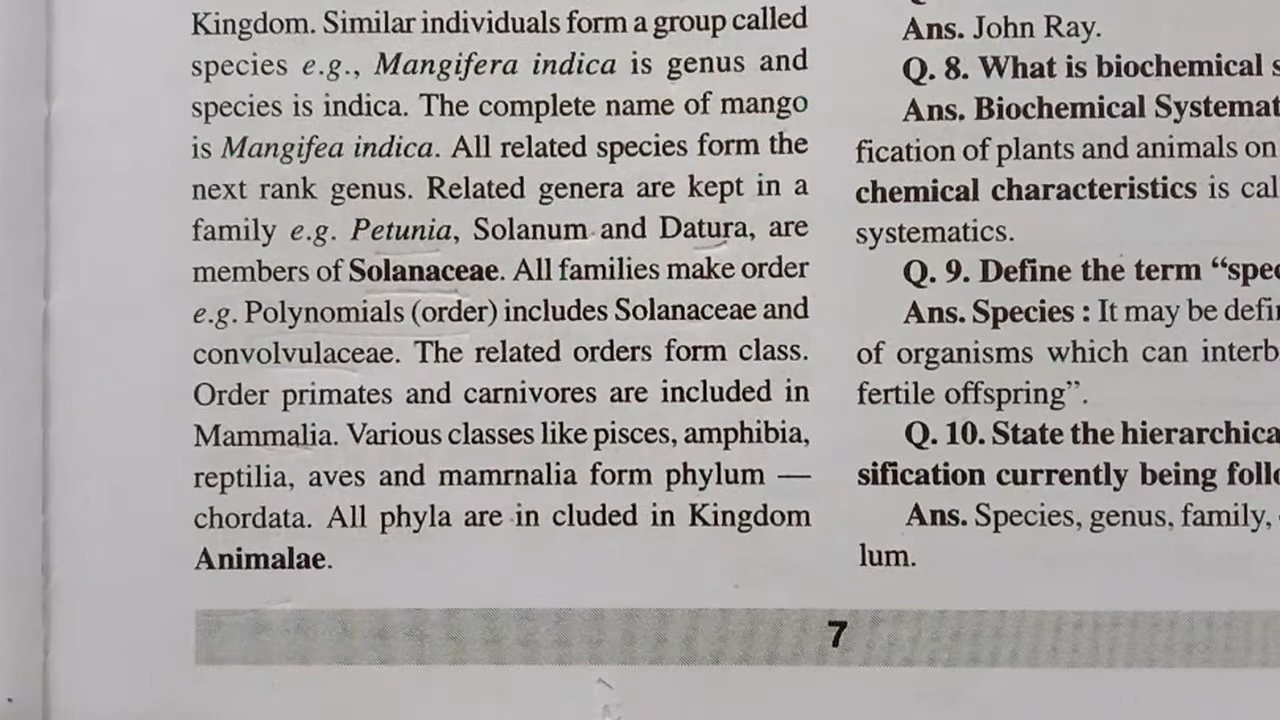 Kingdom. Similar individuals form a group called
species e.g., Mangifera indica is genus and
species is indica. The complete name of mango
is Mangifea indica. All related species form the
next rank genus. Related genera are kept in a
family e.g. Petunia, Solanum and Datura, are
members of Solanaceae. All families make order
e.g. Polynomials (order) includes Solanaceae and
convolvulaceae. The related orders form class.
Order primates and carnivores are included in
Mammalia. Various classes like pisces, amphibia,
reptilia, aves and mamrnalia form phylum —
chordata. All phyla are in cluded in Kingdom
Animalae.
Ans. John Ray.
Q. 8. What is biochemical
Ans. Biochemical Systemat
fication of plants and animals on
chemical characteristics is cal
systematics.
Q. 9. Define the term “spec
Ans. Species : It may be defi
of organisms which can interb
fertile offspring”.
Q. 10. State the hierarchica
sification currently being foll
Ans. Species, genus, family,
lum.
7